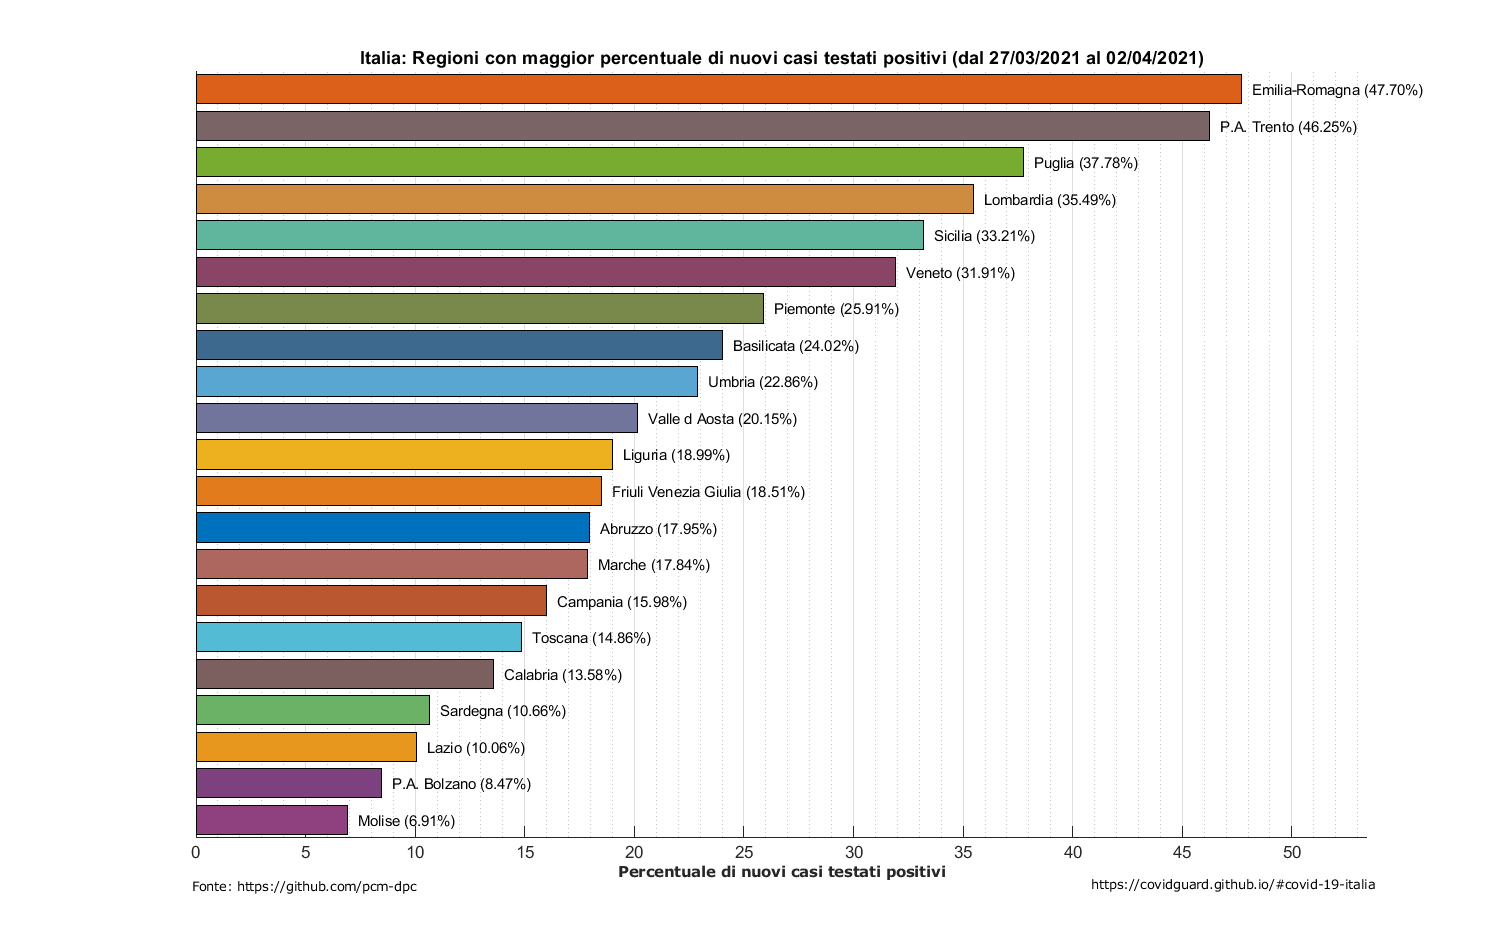 Italia: Regioni con maggior percentuale di nuovi casi testati positivi (dal 27/03/2021 al 02/04/2021)
Emilia-Romagna (47.70%)
P.A. Trento (46.25%)
Puglia (37.78%)
Lombardia (35.49%)
Sicilia (33.21%)
Veneto (31.91%)
Piemonte (25.91%)
Basilicata (24.02%)
Umbria (22.86%)
Valle d Aosta (20.15%)
Liguria (18.99%)
Friuli Venezia Giulia (18.51%)
Abruzzo (17.95%)
Marche (17.84%)
Campania (15.98%)
Toscana (14.86%)
Calabria (13.58%)
Sardegna (10.66%)
Lazio (10.06%)
P.A. Bolzano (8.47%)
Molise (6.91%)
0 5 10 15 20 25 30 35 40 45 50
Percentuale di nuovi casi testati positivi
Fonte: https://github.com/pcm-dpc
https://covidguard.github.io/#covid-19-italia